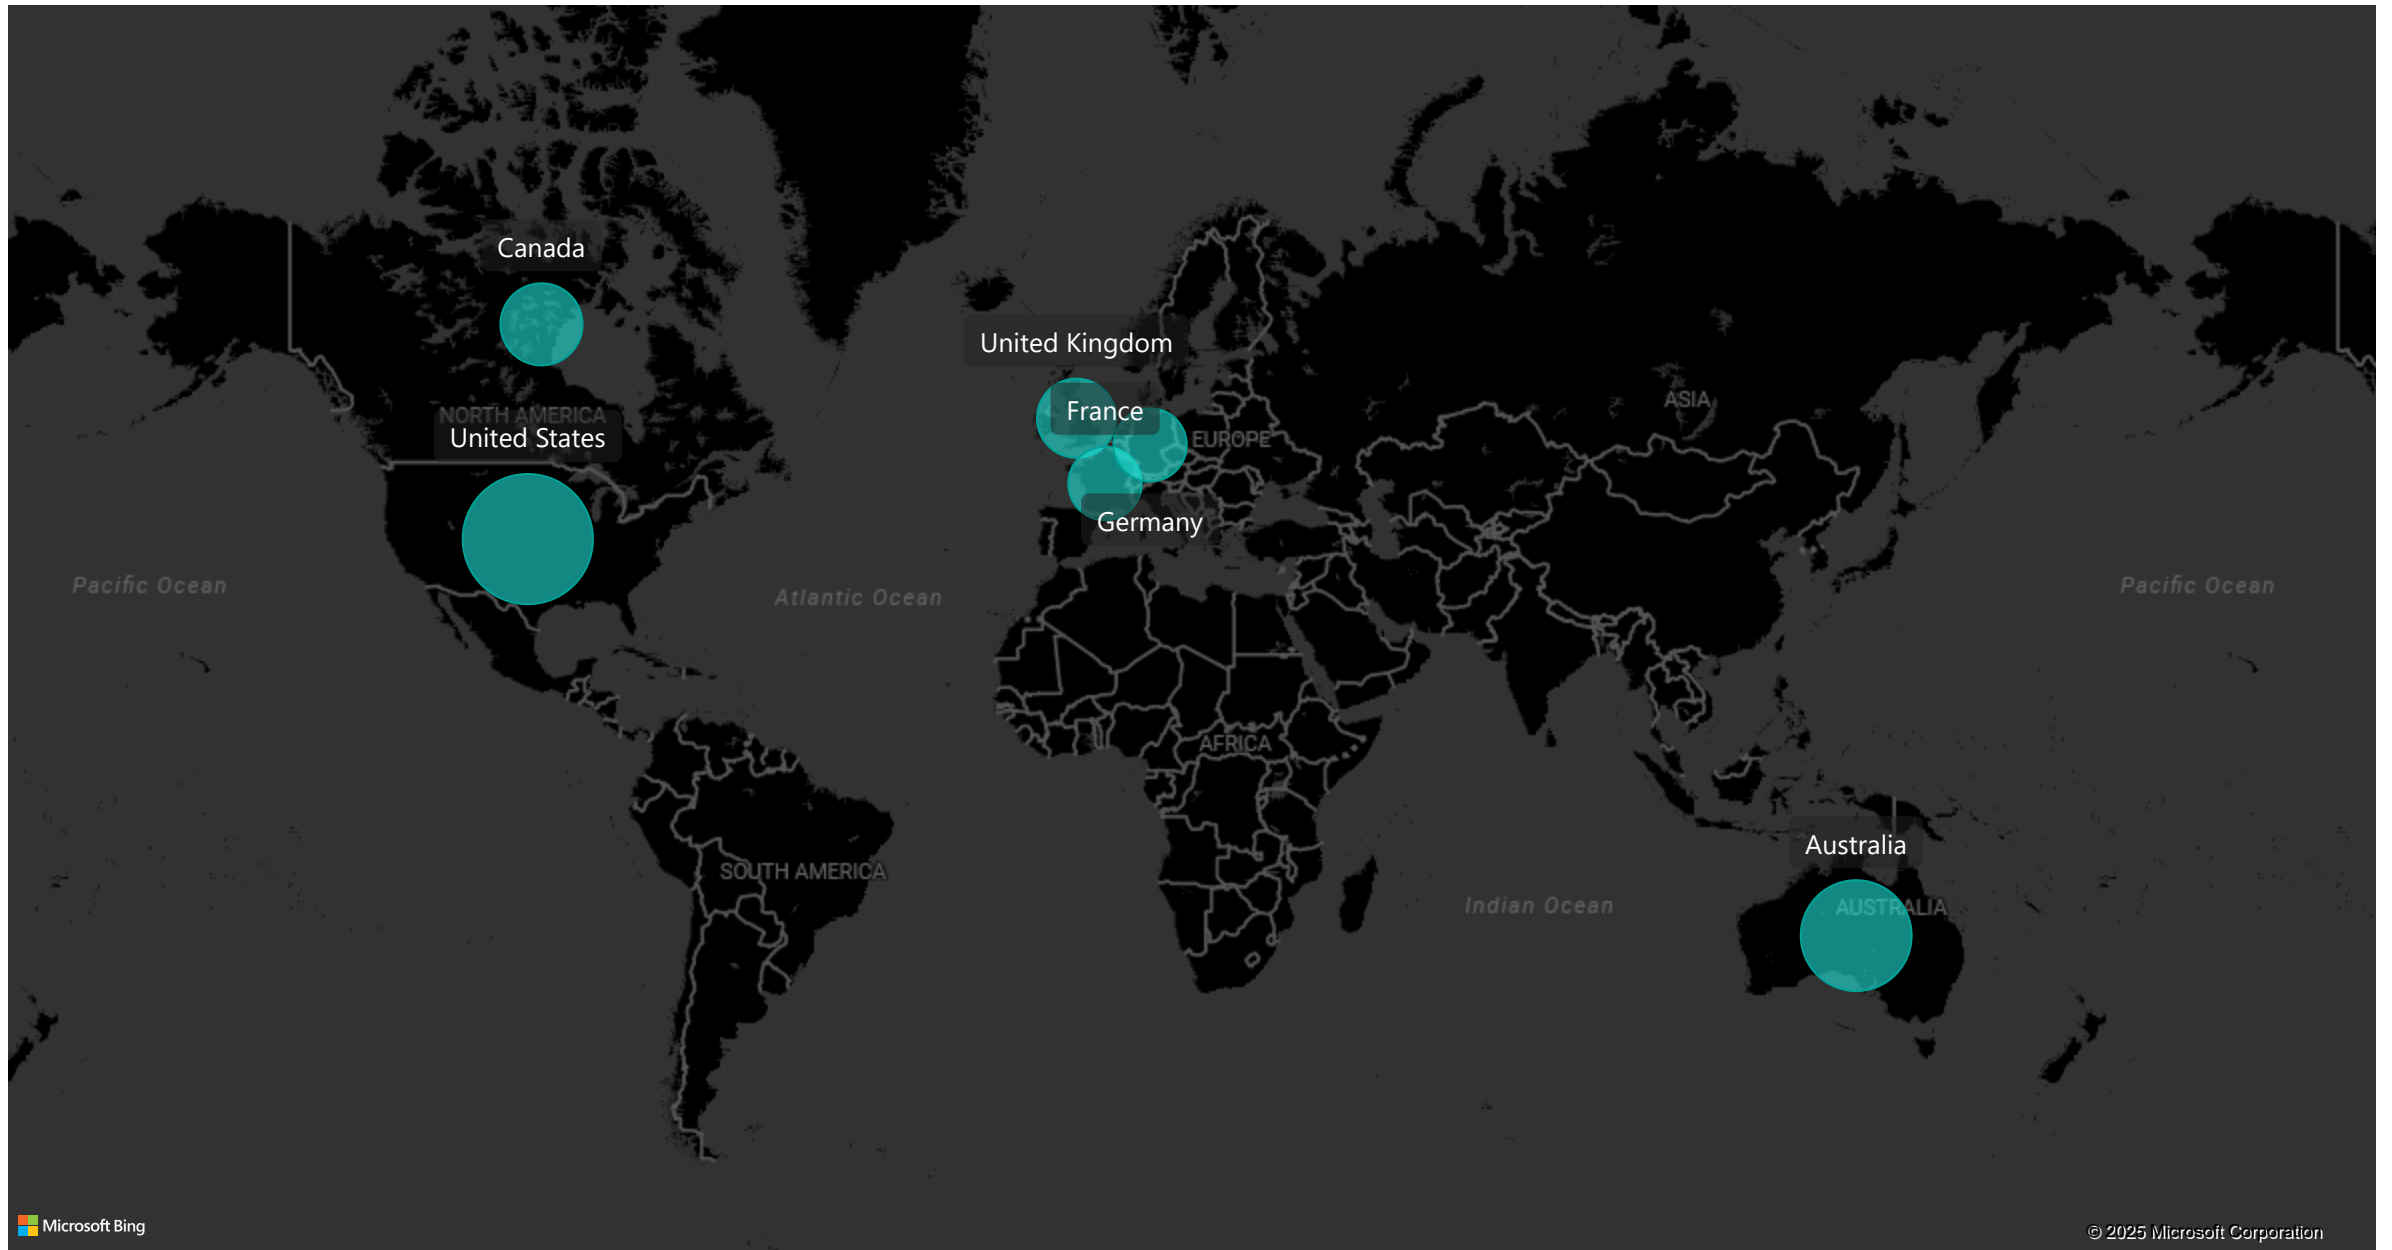 Canada
United Kingdom
NORTH AMERICA
United States
France
ASIA
EUROPE
Germany
Pacific Ocean
Atlantic Ocean
Pacific Ocean
AFRICA
SOUTH AMERICA
Australia
AUSTRALIA
Indian Ocean
Microsoft Bing
© 2025 Microsoft Corporation